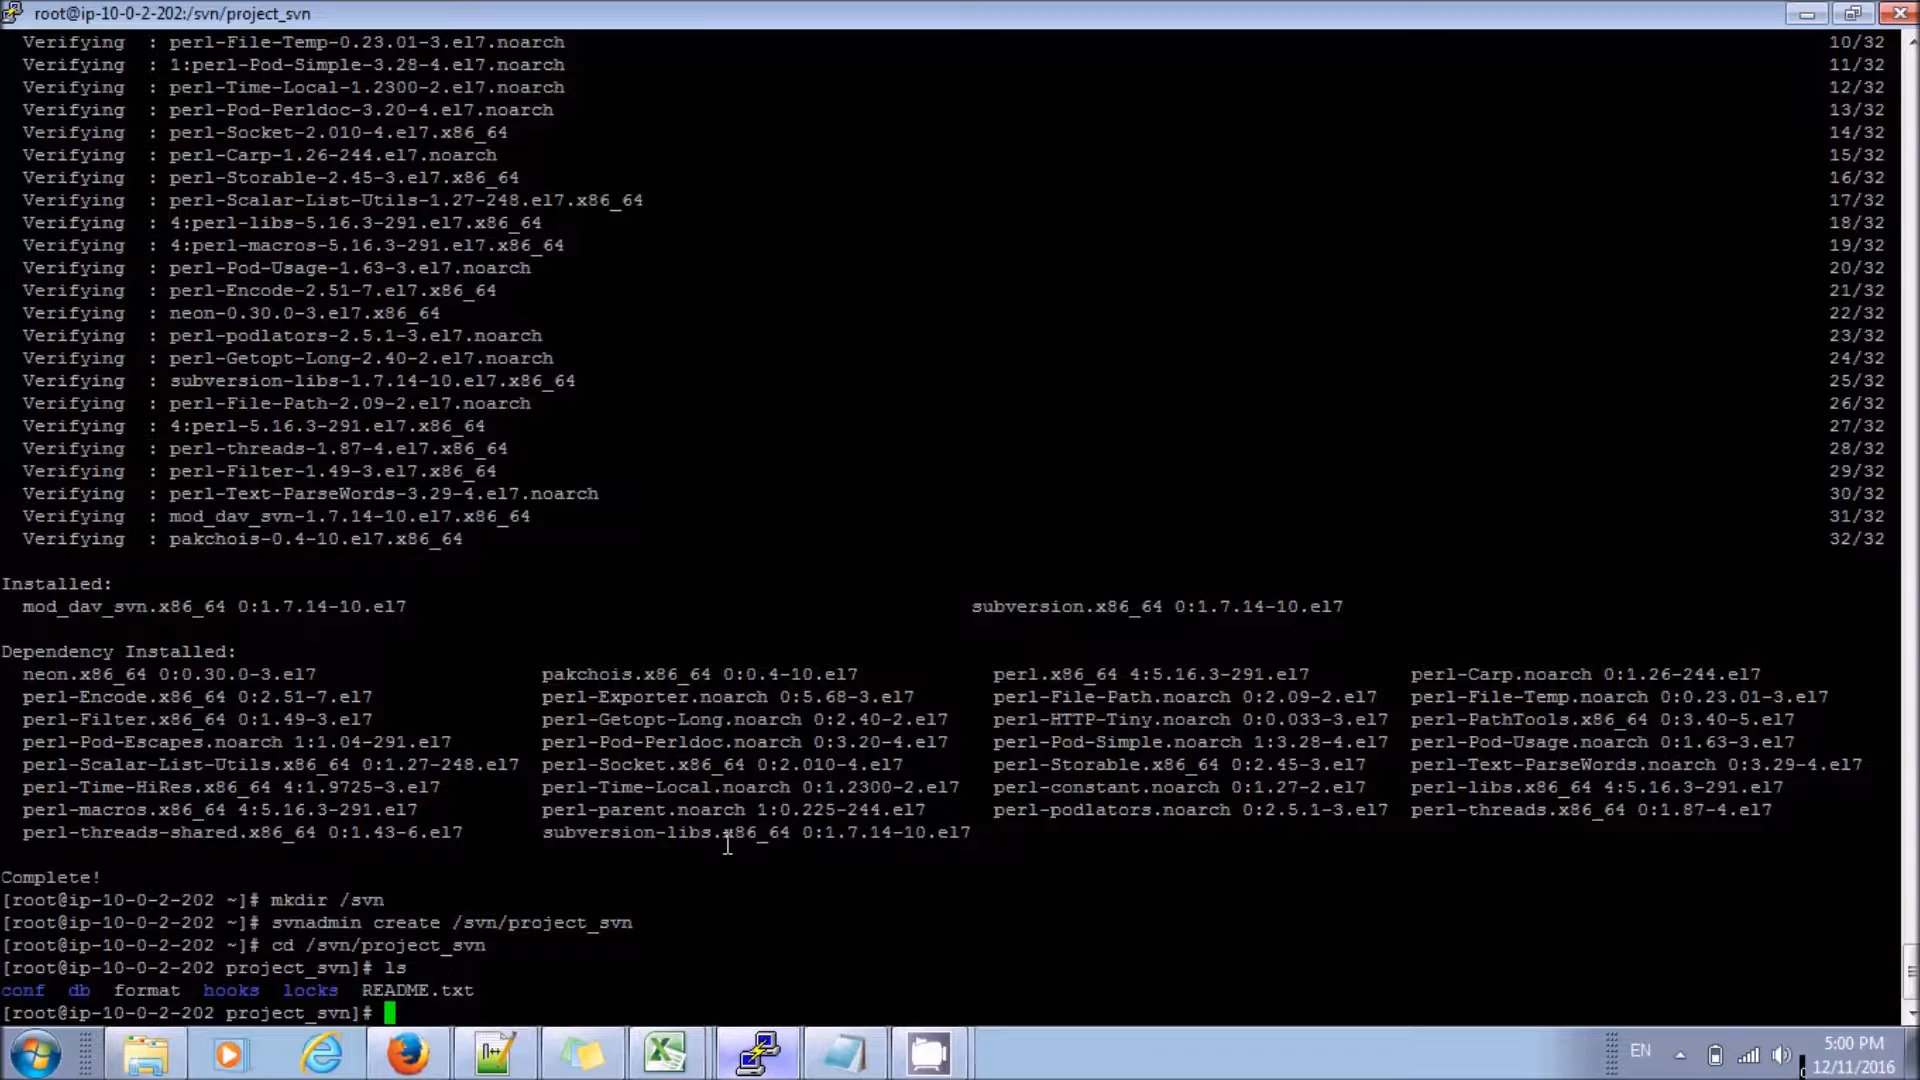 root@ip-10-0-2-202:/svn/project_svn
Verifying  : perl-File-Temp-0.23.01-3.el7.noarch 10/32
Verifying  : 1:perl-Pod-Simple-3.28-4.el7.noarch 11/32
Verifying  : perl-Time-Local-1.2300-2.el7.noarch 12/32
Verifying  : perl-Pod-Perldoc-3.20-4.el7.noarch 13/32
Verifying  : perl-Socket-2.010-4.el7.x86_64 14/32
Verifying  : perl-Carp-1.26-244.el7.noarch 15/32
Verifying  : perl-Storable-2.45-3.el7.x86_64 16/32
Verifying  : perl-Scalar-List-Utils-1.27-248.el7.x86_64 17/32
Verifying  : 4:perl-libs-5.16.3-291.el7.x86_64 18/32
Verifying  : 4:perl-macros-5.16.3-291.el7.x86_64 19/32
Verifying  : perl-Pod-Usage-1.63-3.el7.noarch 20/32
Verifying  : perl-Encode-2.51-7.el7.x86_64 21/32
Verifying  : neon-0.30.0-3.el7.x86_64 22/32
Verifying  : perl-podlators-2.5.1-3.el7.noarch 23/32
Verifying  : perl-Getopt-Long-2.40-2.el7.noarch 24/32
Verifying  : subversion-libs-1.7.14-10.el7.x86_64 25/32
Verifying  : perl-File-Path-2.09-2.el7.noarch 26/32
Verifying  : 4:perl-5.16.3-291.el7.x86_64 27/32
Verifying  : perl-threads-1.87-4.el7.x86_64 28/32
Verifying  : perl-Filter-1.49-3.el7.x86_64 29/32
Verifying  : perl-Text-ParseWords-3.29-4.el7.noarch 30/32
Verifying  : mod_dav_svn-1.7.14-10.el7.x86_64 31/32
Verifying  : pakchois-0.4-10.el7.x86_64 32/32
Installed:
mod_dav_svn.x86_64 0:1.7.14-10.el7 subversion.x86_64 0:1.7.14-10.el7
Dependency Installed:
neon.x86_64 0:0.30.0-3.el7 pakchois.x86_64 0:0.4-10.el7 perl.x86_64 4:5.16.3-291.el7 perl-Carp.noarch 0:1.26-244.el7
perl-Encode.x86_64 0:2.51-7.el7 perl-Exporter.noarch 0:5.68-3.el7 perl-File-Path.noarch 0:2.09-2.el7 perl-File-Temp.noarch 0:0.23.01-3.el7
perl-Filter.x86_64 0:1.49-3.el7 perl-Getopt-Long.noarch 0:2.40-2.el7 perl-HTTP-Tiny.noarch 0:0.033-3.el7 perl-PathTools.x86_64 0:3.40-5.el7
perl-Pod-Escapes.noarch 1:1.04-291.el7 perl-Pod-Perldoc.noarch 0:3.20-4.el7 perl-Pod-Simple.noarch 1:3.28-4.el7 perl-Pod-Usage.noarch 0:1.63-3.el7
perl-Scalar-List-Utils.x86_64 0:1.27-248.el7 perl-Socket.x86_64 0:2.010-4.el7 perl-Storable.x86_64 0:2.45-3.el7 perl-Text-ParseWords.noarch 0:3.29-4.el7
perl-Time-HiRes.x86_64 4:1.9725-3.el7 perl-Time-Local.noarch 0:1.2300-2.el7 perl-constant.noarch 0:1.27-2.el7 perl-libs.x86_64 4:5.16.3-291.el7
perl-macros.x86_64 4:5.16.3-291.el7 perl-parent.noarch 1:0.225-244.el7 perl-podlators.noarch 0:2.5.1-3.el7 perl-threads.x86_64 0:1.87-4.el7
perl-threads-shared.x86_64 0:1.43-6.el7 subversion-libs.x86_64 0:1.7.14-10.el7
Complete!
[root@ip-10-0-2-202 ~]# mkdir /svn
[root@ip-10-0-2-202 ~]# svnadmin create /svn/project_svn
[root@ip-10-0-2-202 ~]# cd /svn/project_svn
[root@ip-10-0-2-202 project_svn]# ls
conf db format hooks locks README.txt
[root@ip-10-0-2-202 project_svn]#
EN
5:00 PM
12/11/2016